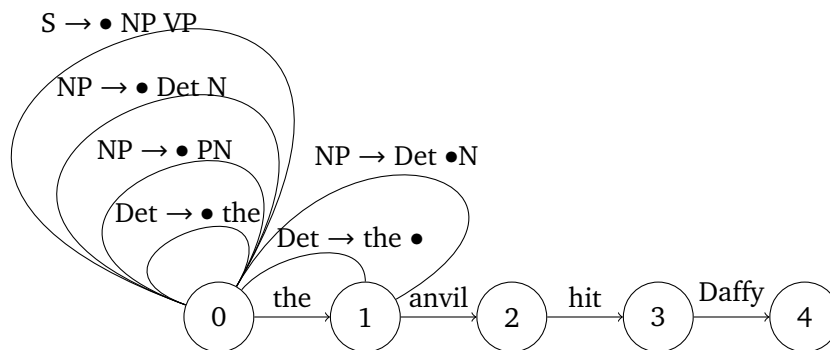 S → • NP VP
NP → • Det N
NP → • PN
NP → Det •N
Det → • the
Det → the •
the
anvil
hit
Daffy
0
1
2
3
4